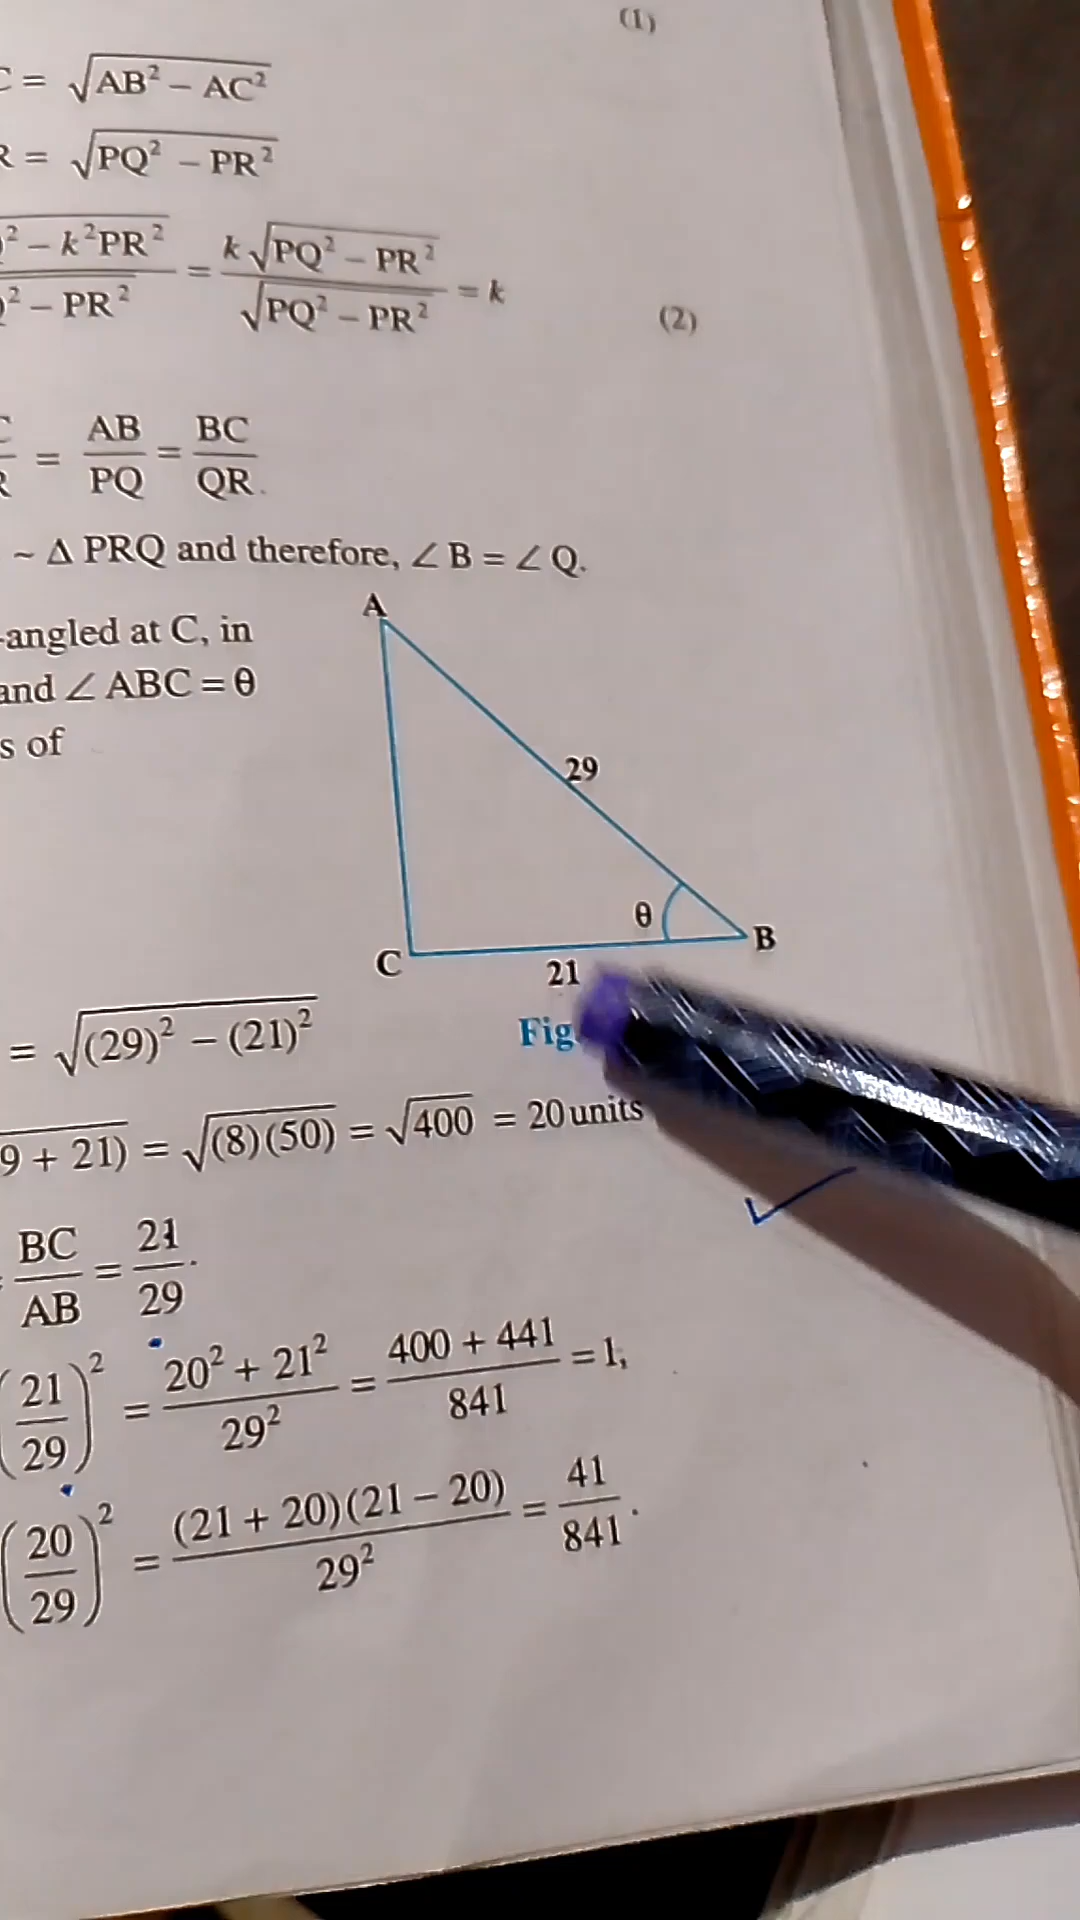 (1)
C = √AB² – AC²
R = √PQ² – PR²
² – k²PR² = k√PQ² – PR² = k
² – PR² √PQ² – PR²
(2)
= AB = BC
PQ QR.
~ Δ PRQ and therefore, ∠ B = ∠ Q.
A
-angled at C, in
and ∠ ABC = θ
s of
29
θ
B
C
21
= √(29)² – (21)²
Fig
9 + 21) = √(8)(50) = √400 = 20 units
BC = 21.
AB 29
(21/29)² = 20² + 21² / 29² = 400 + 441 / 841 = 1,
(20/29)² = (21 + 20)(21 – 20) / 29² = 41 / 841.